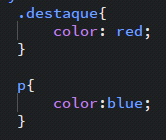 .destaque{
    color: red;
}

p{
    color:blue;
}